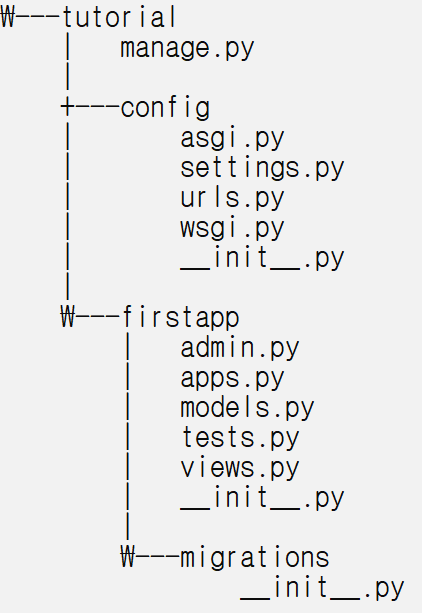 ₩---tutorial
    |   manage.py
    |
    +---config
    |       asgi.py
    |       settings.py
    |       urls.py
    |       wsgi.py
    |       __init__.py
    |
    ₩---firstapp
        |   admin.py
        |   apps.py
        |   models.py
        |   tests.py
        |   views.py
        |   __init__.py
        |
        ₩---migrations
                __init__.py